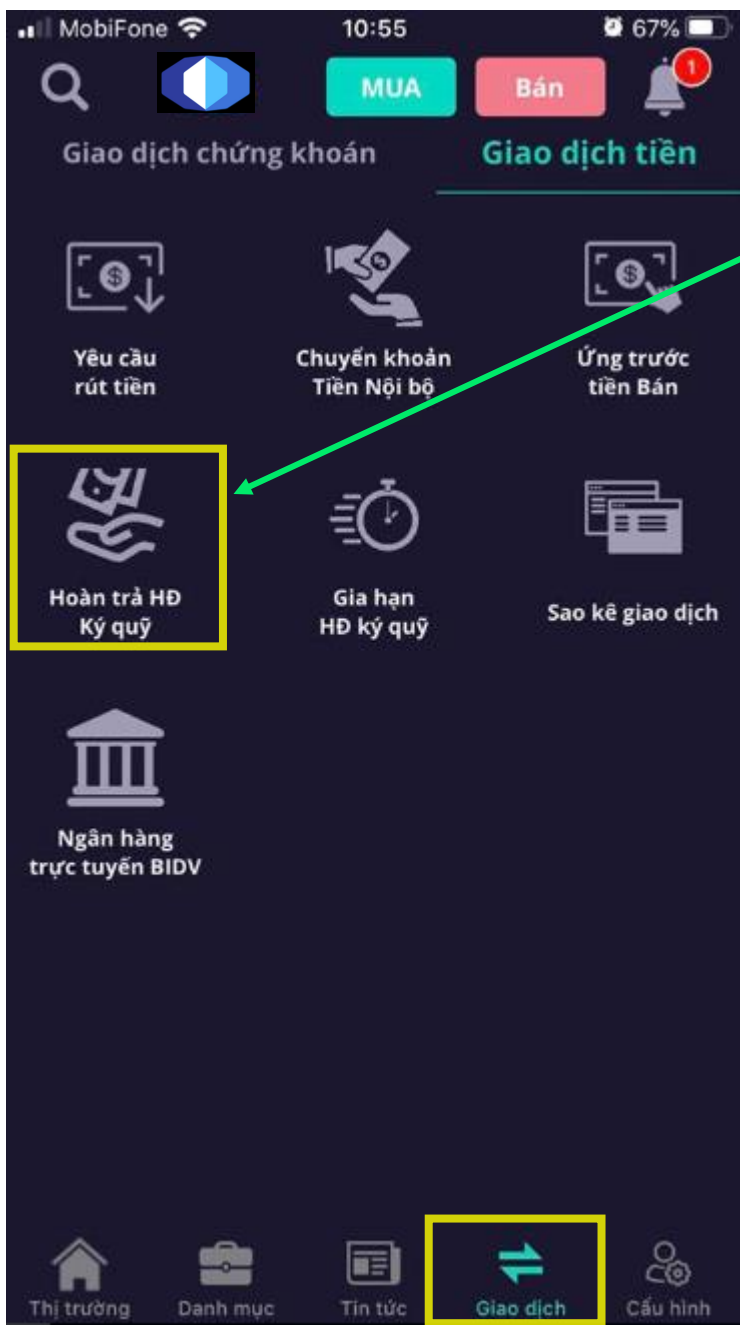 MobiFone 10:55 67%
MUA Bán 1
Giao dịch chứng khoán Giao dịch tiền
Yêu cầu
rút tiền
Chuyển khoản
Tiền Nội bộ
Ứng trước
tiền Bán
Hoàn trả HĐ
Ký quỹ
Gia hạn
HĐ ký quỹ
Sao kê giao dịch
Ngân hàng
trực tuyến BIDV
Thị trường Danh mục Tin tức Giao dịch Cấu hình